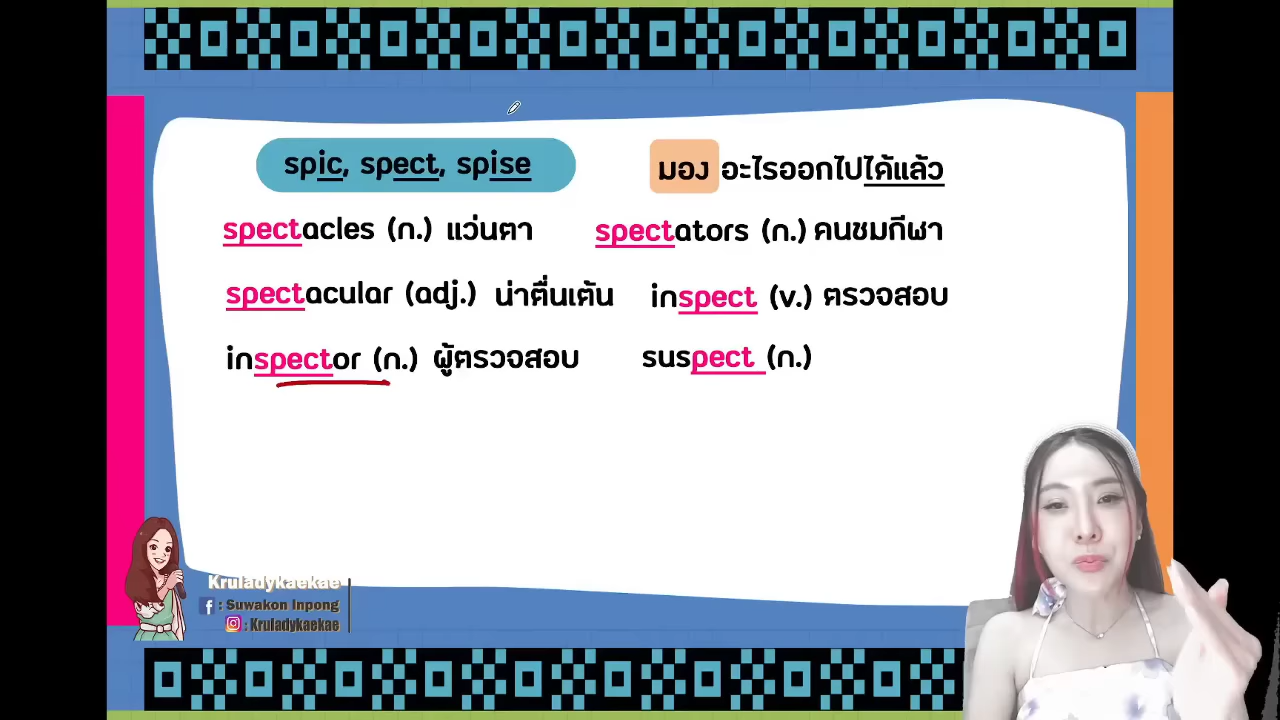 spic, spect, spise มอง อะไรออกไปได้แล้ว
spectacles (n.) แว่นตา spectators (n.) คนชมกีฬา
spectacular (adj.) น่าตื่นเต้น inspect (v.) ตรวจสอบ
inspector (n.) ผู้ตรวจสอบ suspect (n.)
Kruladykaekae
f : Suwakon Inpong
: Kruladykaekae